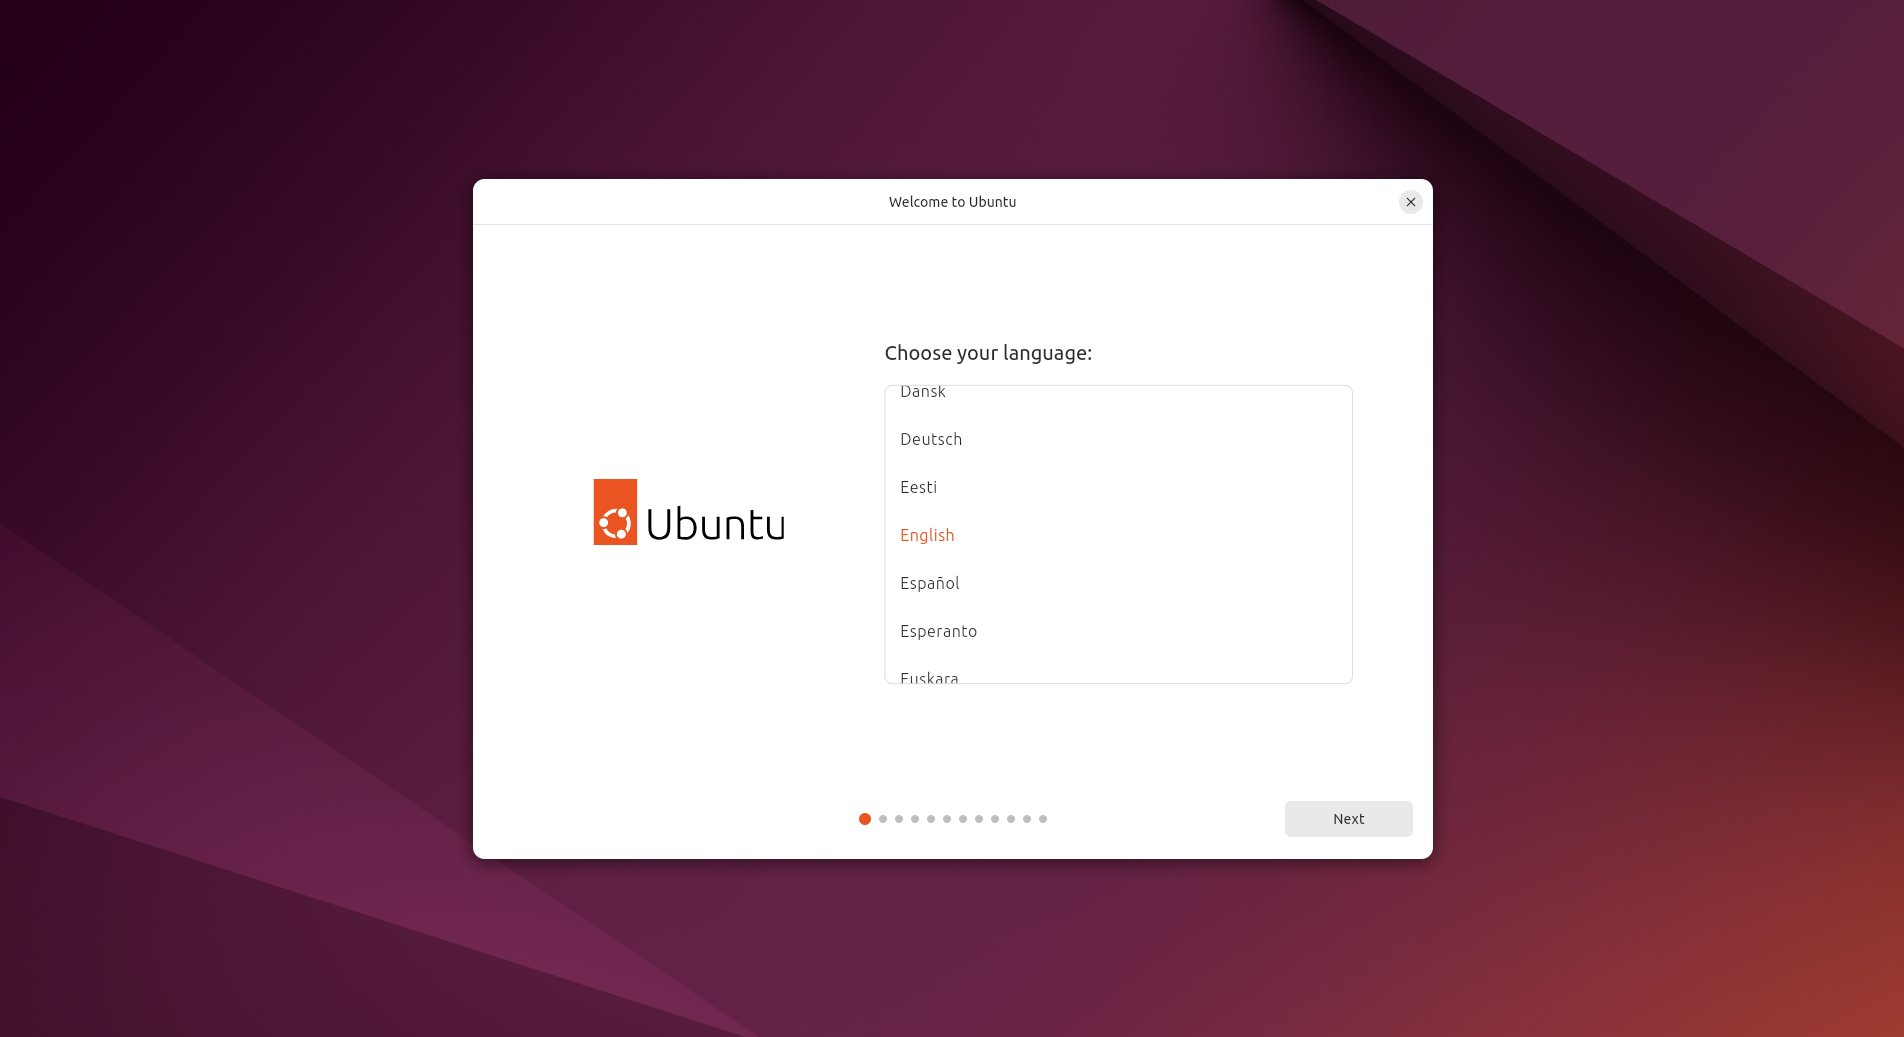 Welcome to Ubuntu
Choose your language:
Dansk
Deutsch
Eesti
English
Español
Esperanto
Euskara
Ubuntu
Next